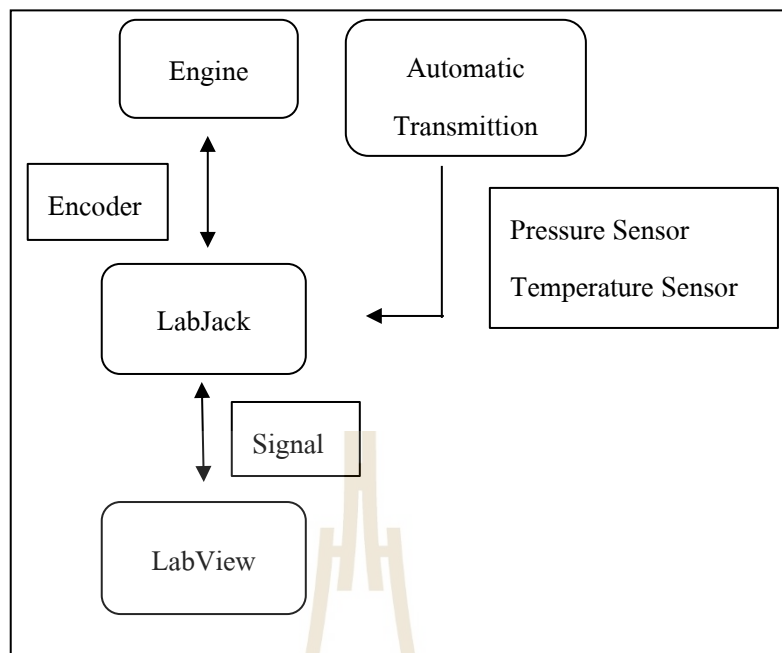 Engine
Automatic
Transmittion
Encoder
Pressure Sensor
Temperature Sensor
LabJack
Signal
LabView